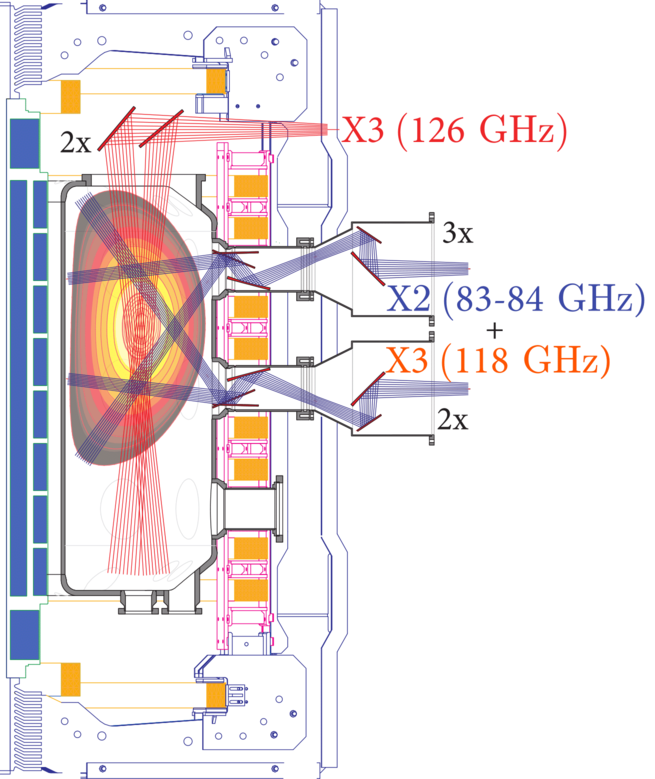 2x
X3 (126 GHz)
3x
X2 (83-84 GHz)
+
X3 (118 GHz)
2x